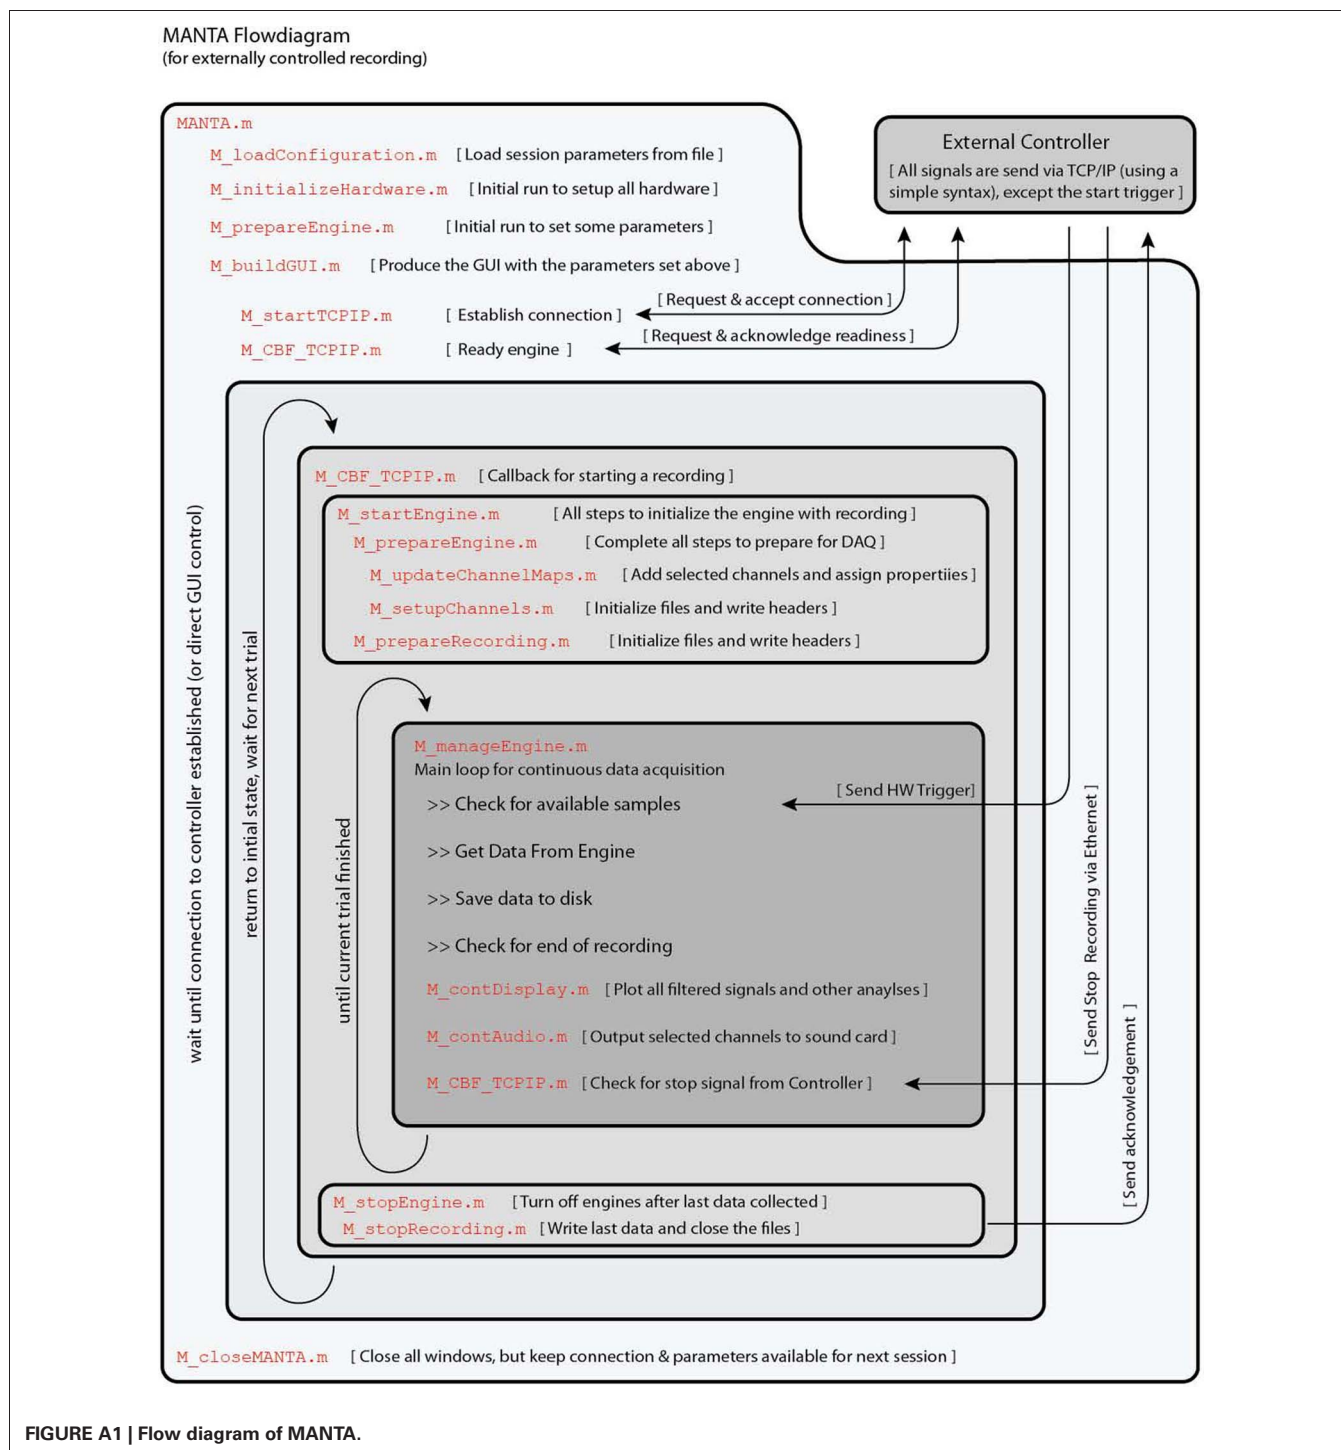 MANTA Flowdiagram
(for externally controlled recording)
MANTA.m
M_loadConfiguration.m [Load session parameters from file ]
M_initializeHardware.m [Initial run to setup all hardware ]
M_prepareEngine.m [Initial run to set some parameters ]
M_buildGUI.m [Produce the GUI with the parameters set above ]
External Controller
[ All signals are send via TCP/IP (using a
simple syntax), except the start trigger ]
M_startTCPIP.m [ Establish connection ] [Request & accept connection ]
M_CBF_TCPIP.m [ Ready engine ] [Request & acknowledge readiness ]
wait until connection to controller established (or direct GUI control)
return to intial state, wait for next trial
M_CBF_TCPIP.m [Callback for starting a recording ]
M_startEngine.m [All steps to initialize the engine with recording ]
M_prepareEngine.m [Complete all steps to prepare for DAQ ]
M_updateChannelMaps.m [Add selected channels and assign propertiies ]
M_setupChannels.m [Initialize files and write headers ]
M_prepareRecording.m [Initialize files and write headers ]
until current trial finished
M_manageEngine.m
Main loop for continuous data acquisition
>> Check for available samples [ Send HW Trigger]
>> Get Data From Engine
>> Save data to disk
>> Check for end of recording
M_contDisplay.m [Plot all filtered signals and other anaylses ]
M_contAudio.m [Output selected channels to sound card ]
M_CBF_TCPIP.m [Check for stop signal from Controller ]
[Send Stop Recording via Ethernet ]
[ Send acknowledgement ]
M_stopEngine.m [Turn off engines after last data collected ]
M_stopRecording.m [Write last data and close the files ]
M_closeMANTA.m [Close all windows, but keep connection & parameters available for next session ]
FIGURE A1 | Flow diagram of MANTA.